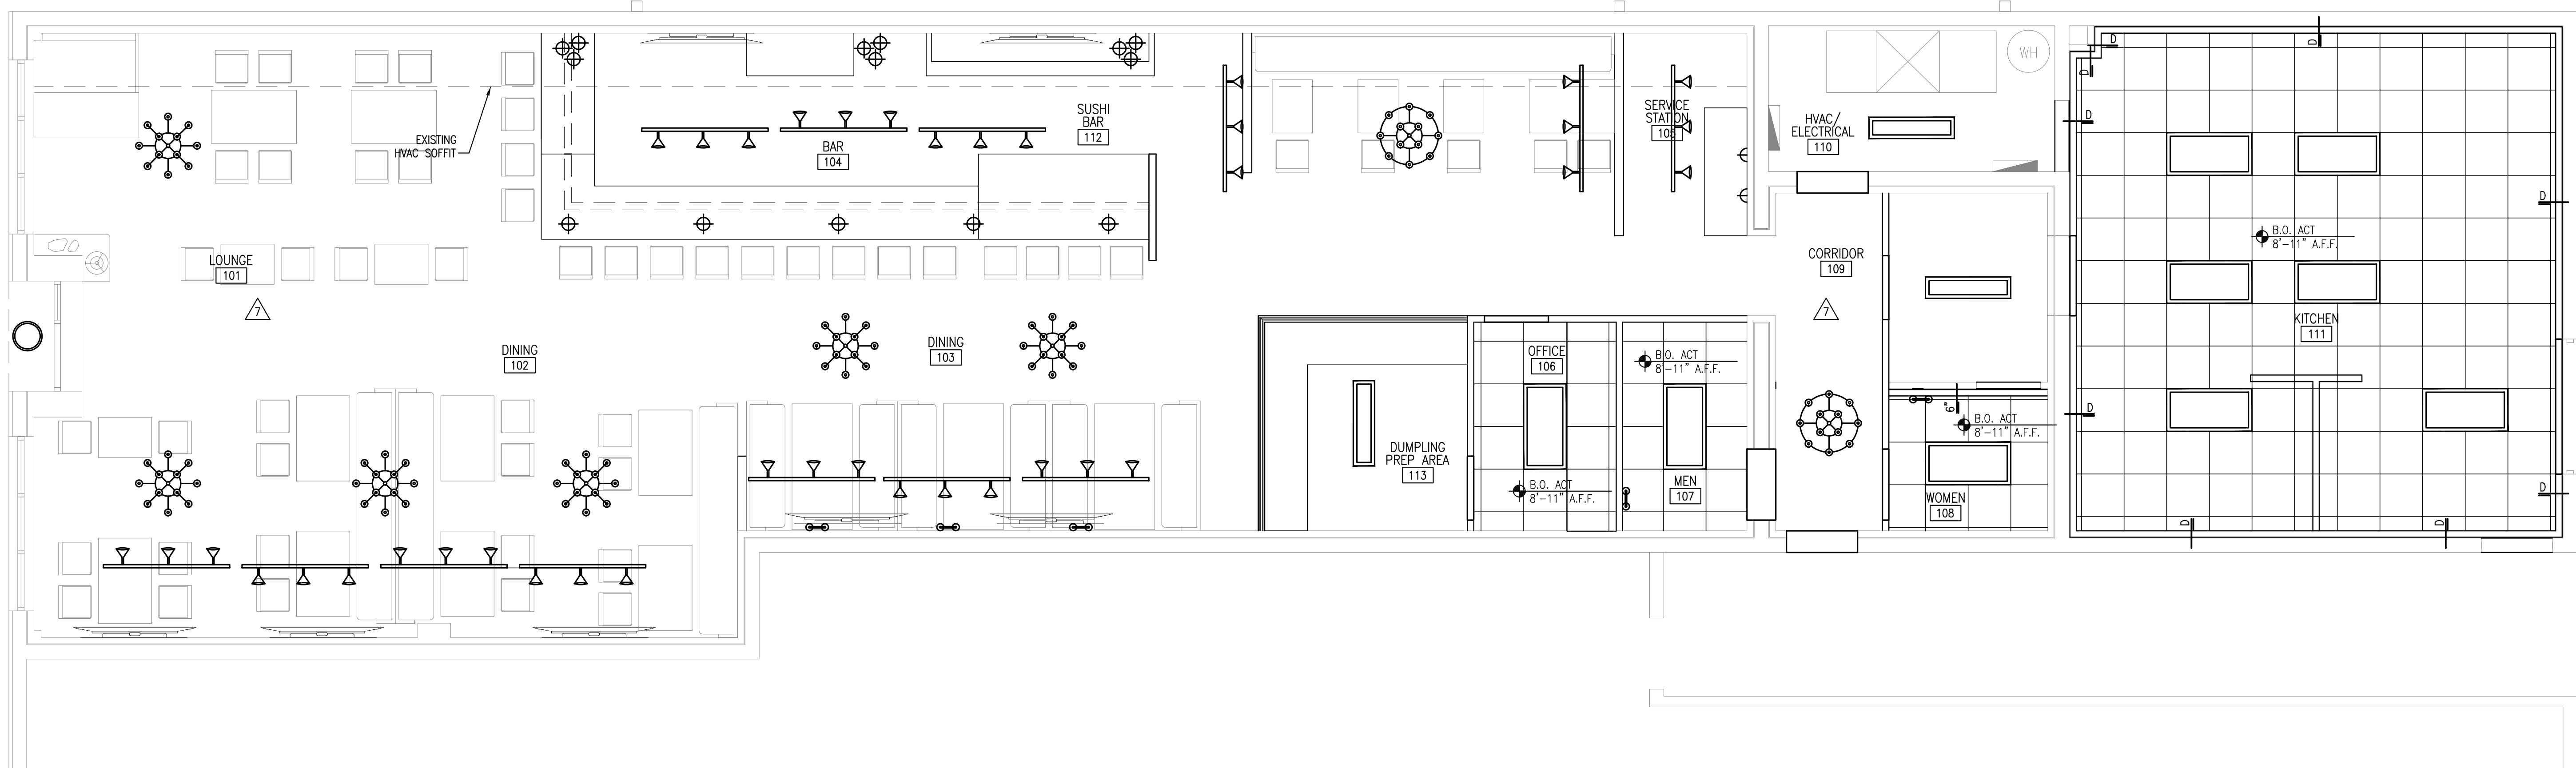 D
D
D
WH
D
EXISTING
HVAC SOFFIT
SUSHI
BAR
112
BAR
104
SERVICE
STATION
105
HVAC/
ELECTRICAL
110
D
B.O. ACT
8'-11" A.F.F.
LOUNGE
101
CORRIDOR
109
7
7
KITCHEN
111
DINING
102
DINING
103
OFFICE
106
B.O. ACT
8'-11" A.F.F.
6"
D
B.O. ACT
8'-11" A.F.F.
DUMPLING
PREP AREA
113
B.O. ACT
8'-11" A.F.F.
MEN
107
WOMEN
108
D
D
D